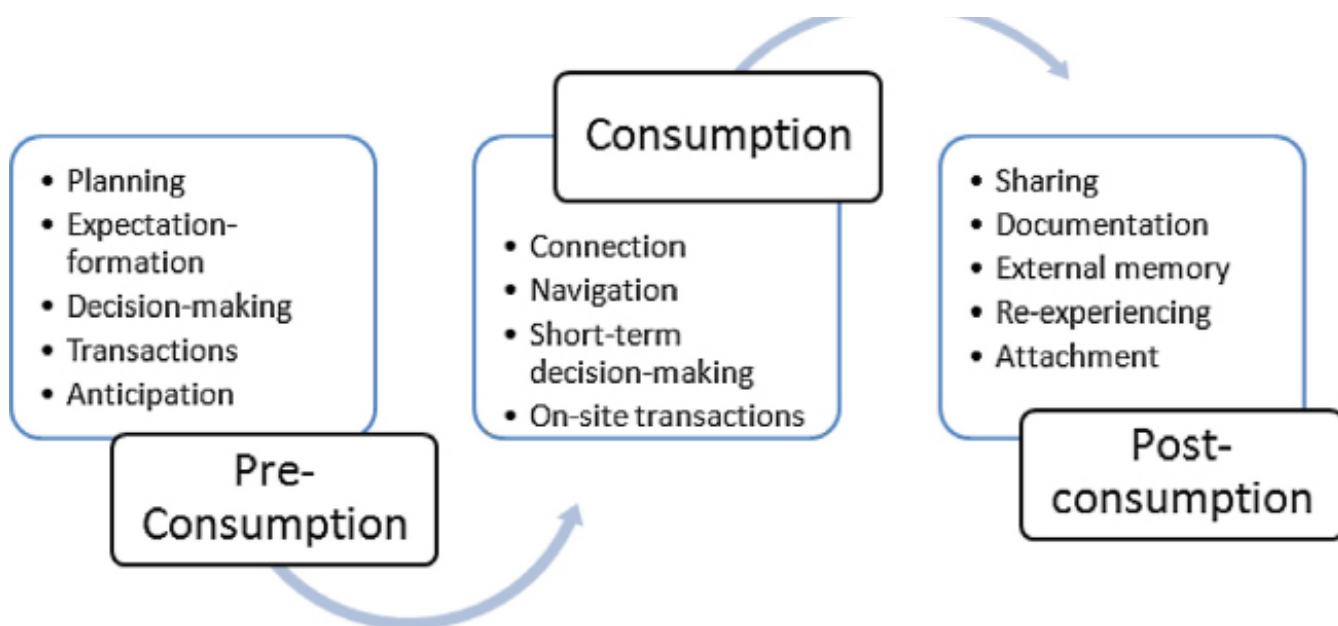 • Planning
• Expectation-
formation
• Decision-making
• Transactions
• Anticipation
Pre-
Consumption
Consumption
• Connection
• Navigation
• Short-term
decision-making
• On-site transactions
• Sharing
• Documentation
• External memory
• Re-experiencing
• Attachment
Post-
consumption